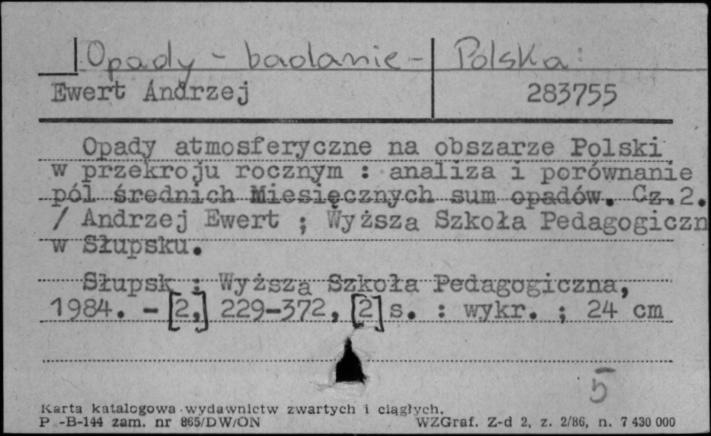 Opady - badanie - Polska:
Ewert Andrzej 283755
Opady atmosferyczne na obszarze Polski
w przekroju rocznym : analiza i porównanie
pól średnich Miesięcznych sum opadów. Cz.2.
/ Andrzej Ewert ; Wyższa Szkoła Pedagogiczn
w Słupsku.
Słupsk : Wyższa Szkoła Pedagogiczna,
1984. - [2,] 229-372, [2] s. : wykr. ; 24 cm
5
Karta katalogowa wydawnictw zwartych i ciągłych.
P -B-144 zam. nr 865/DW/ON WZGraf. Z-d 2, z. 2/86, n. 7 430 000